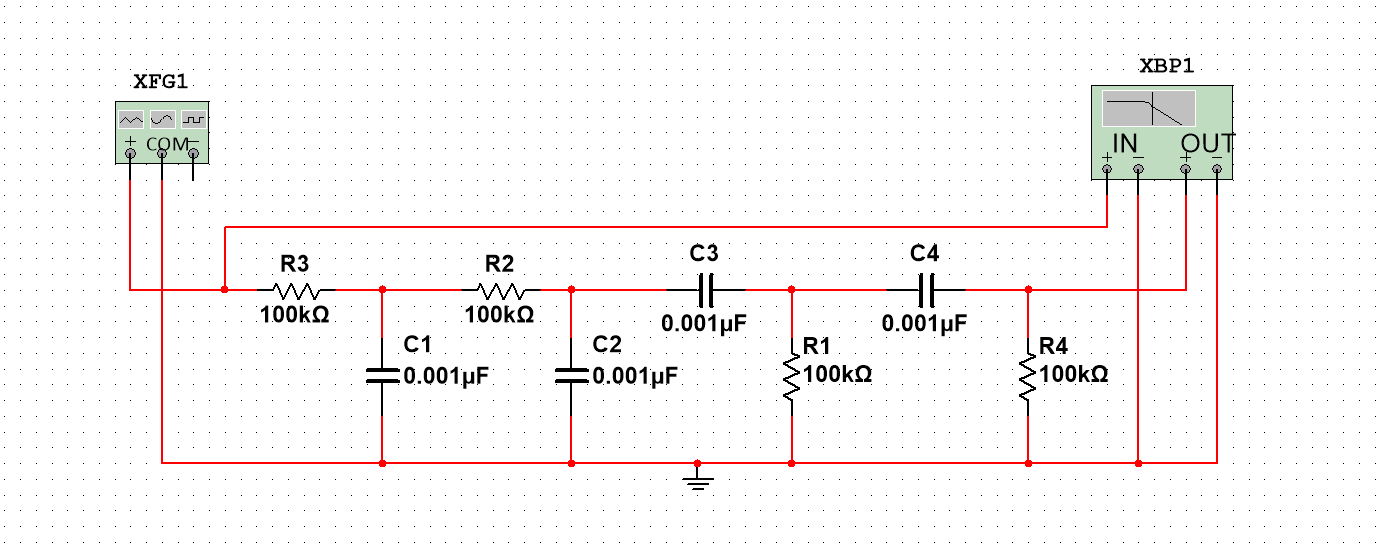 XFG1
XBP1
+ COM −
IN OUT
+ − + −
R3
100kΩ
R2
100kΩ
C3
0.001µF
C4
0.001µF
C1
0.001µF
C2
0.001µF
R1
100kΩ
R4
100kΩ